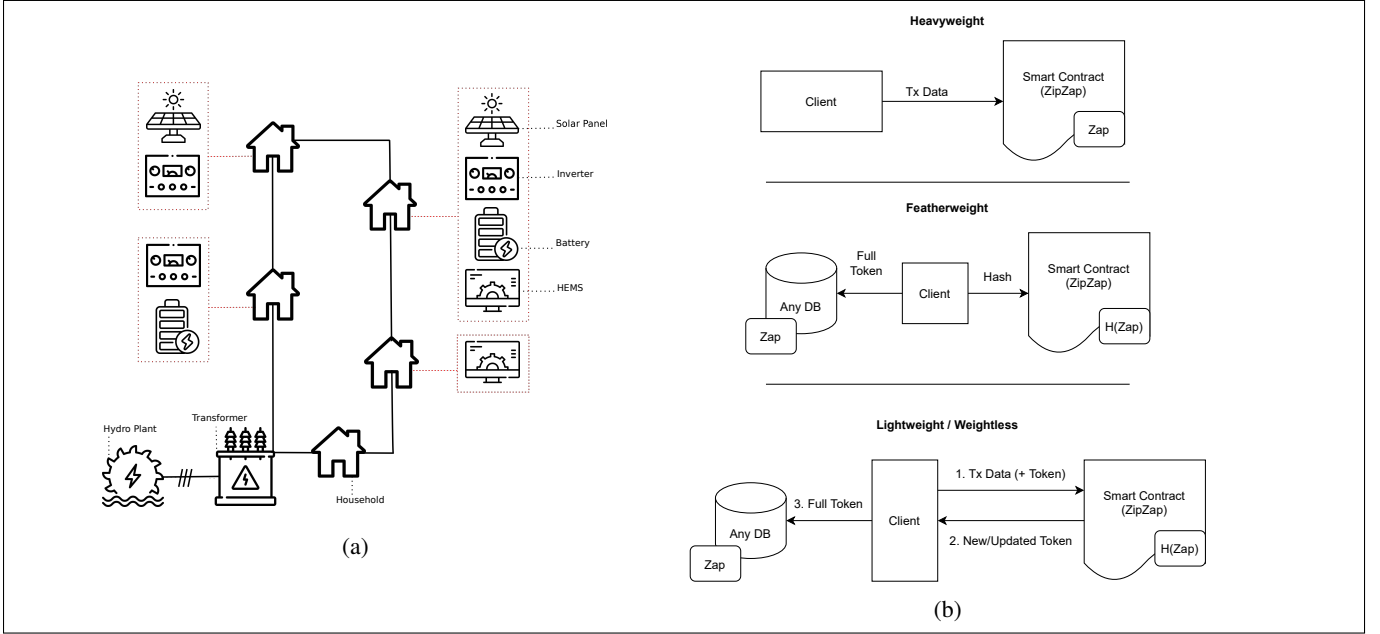 Solar Panel
Inverter
Battery
HEMS
Transformer
Hydro Plant
Household
(a)
Heavyweight
Client
Tx Data
Smart Contract
(ZipZap)
Zap
Featherweight
Any DB
Zap
Full
Token
Client
Hash
Smart Contract
(ZipZap)
H(Zap)
Lightweight / Weightless
Any DB
Zap
3. Full Token
Client
1. Tx Data (+ Token)
2. New/Updated Token
Smart Contract
(ZipZap)
H(Zap)
(b)